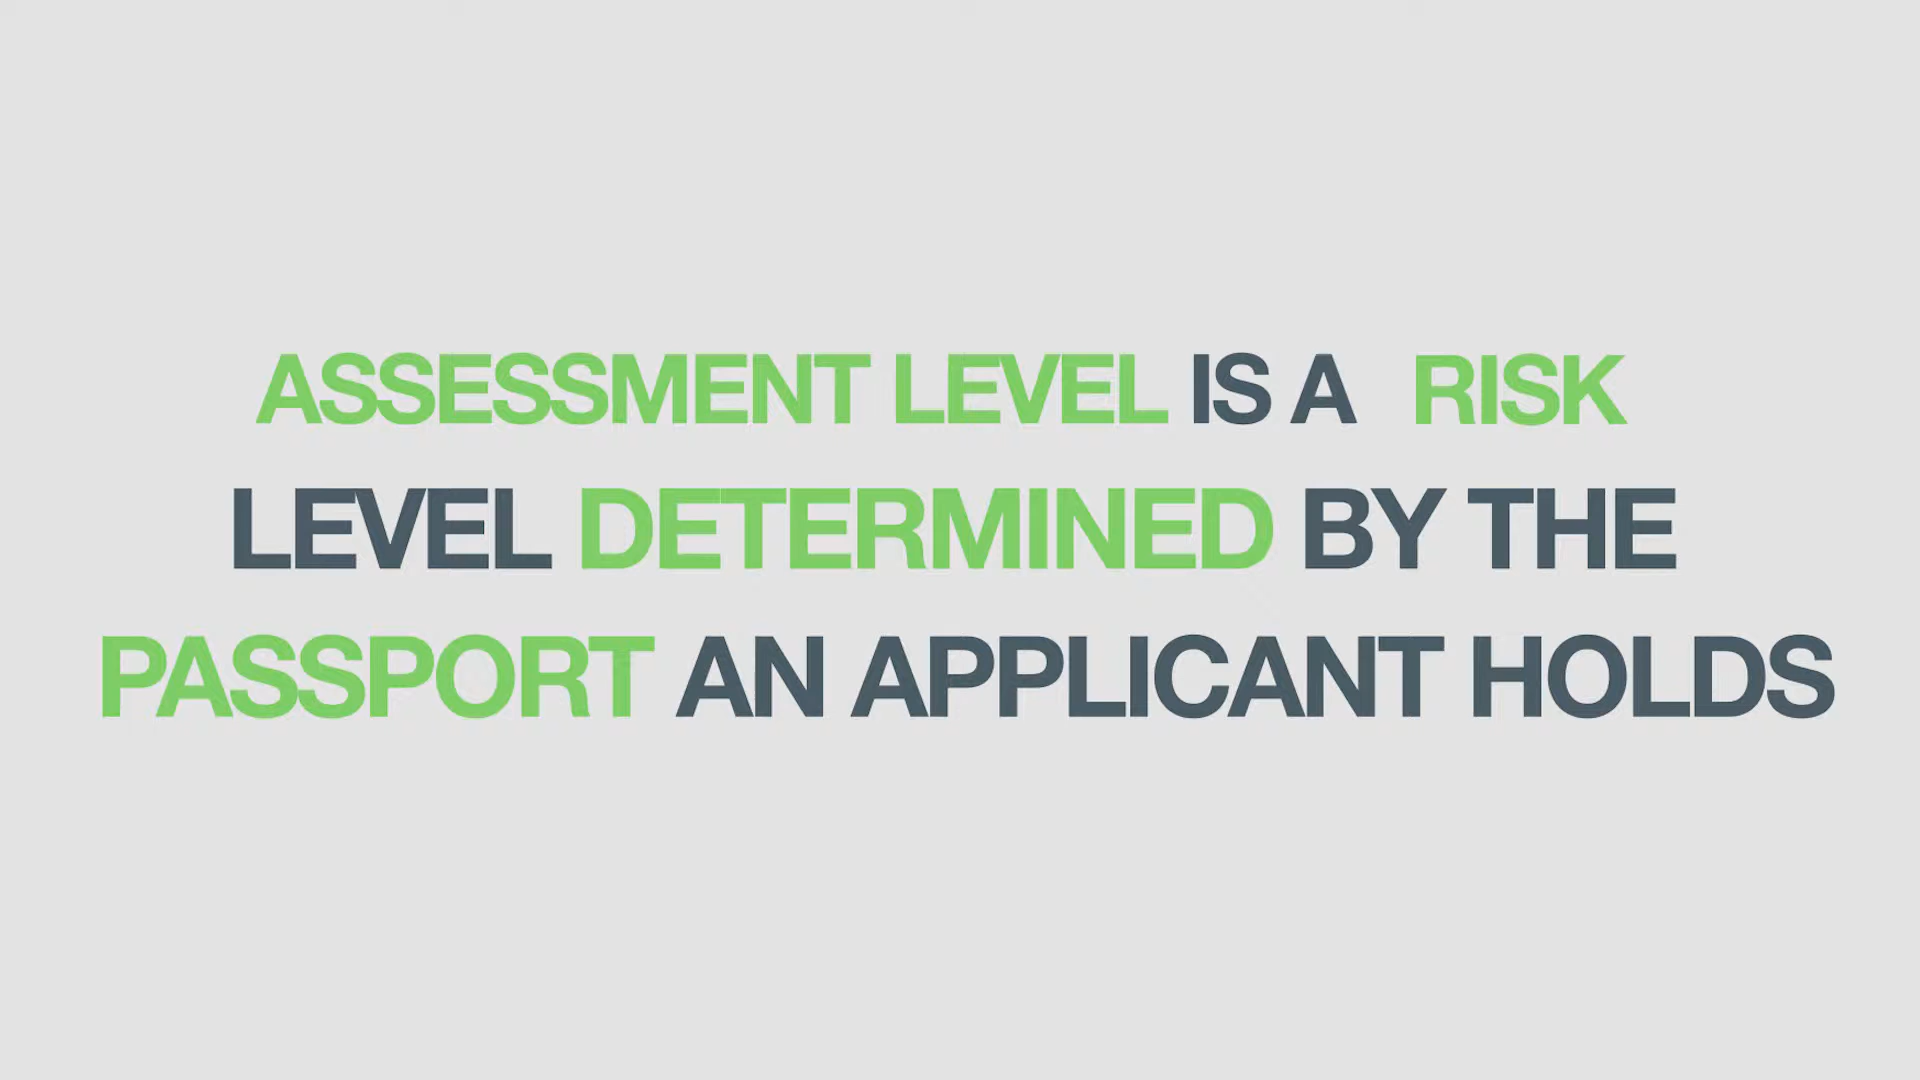 ASSESSMENT LEVEL IS A RISK
LEVEL DETERMINED BY THE
PASSPORT AN APPLICANT HOLDS